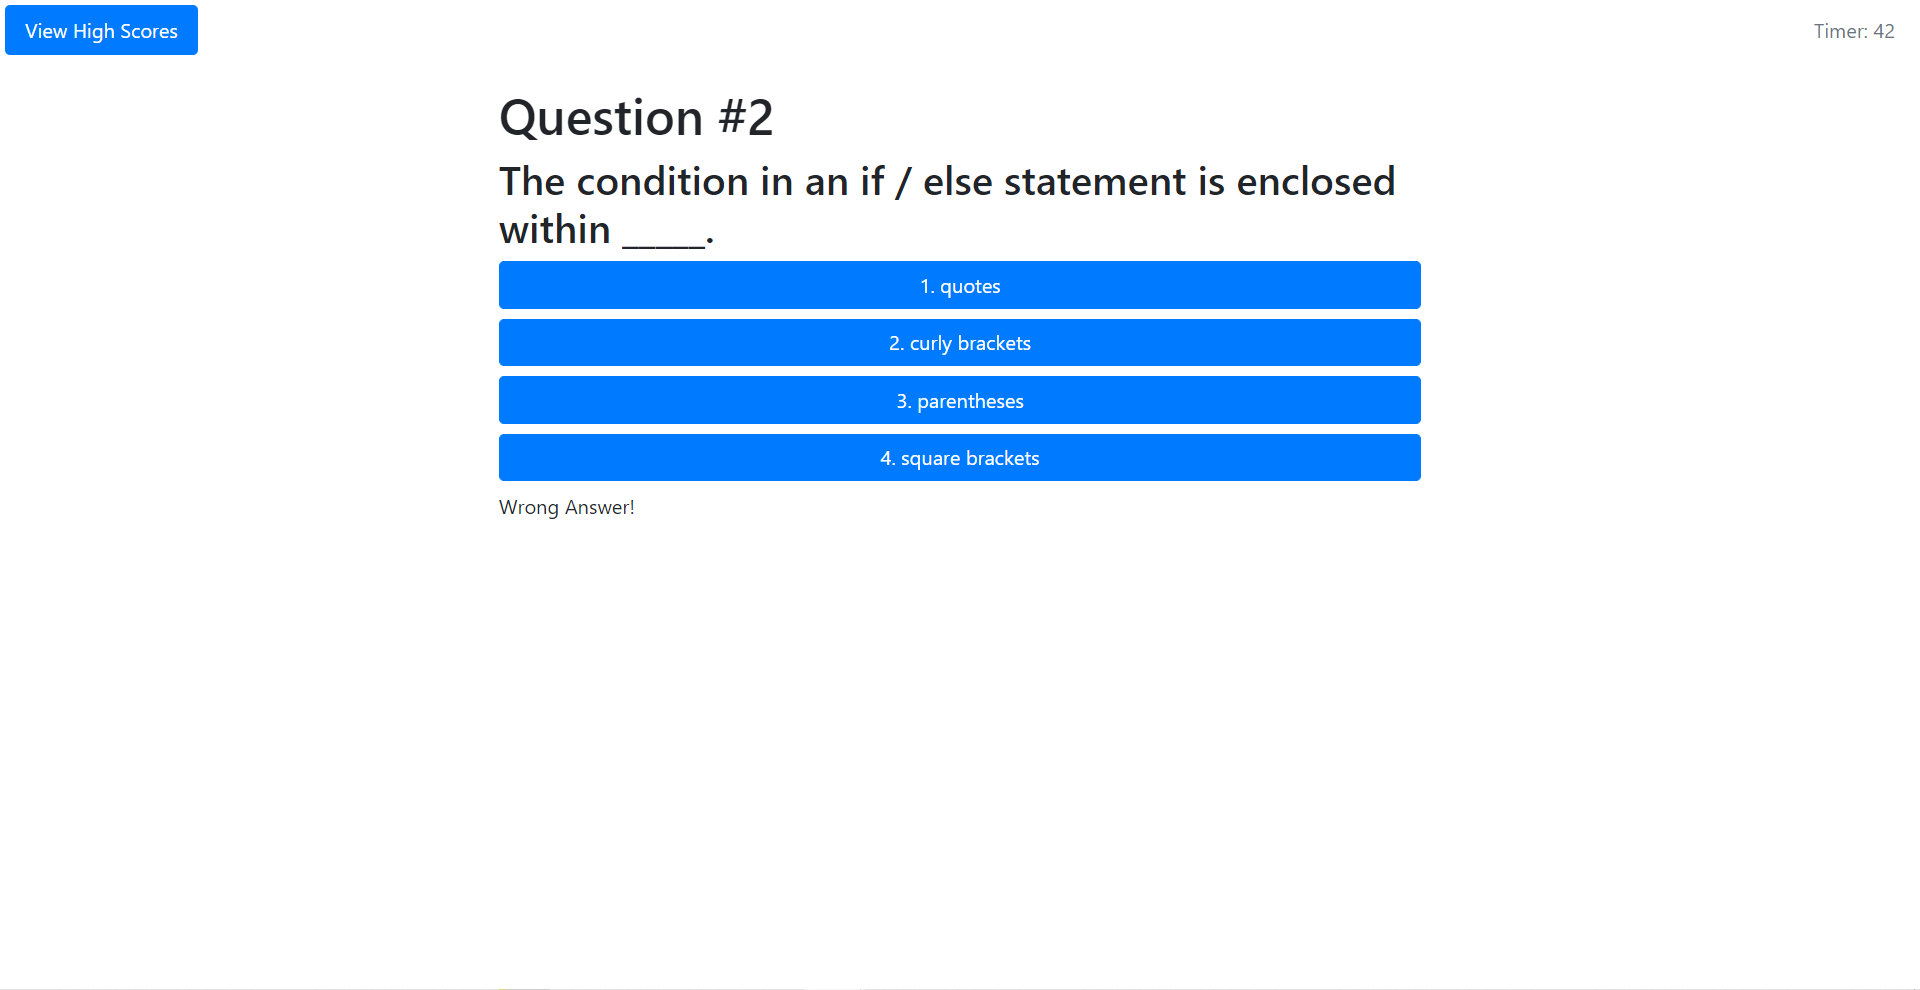 View High Scores
Timer: 42
Question #2
The condition in an if / else statement is enclosed
within _____.
1. quotes
2. curly brackets
3. parentheses
4. square brackets
Wrong Answer!